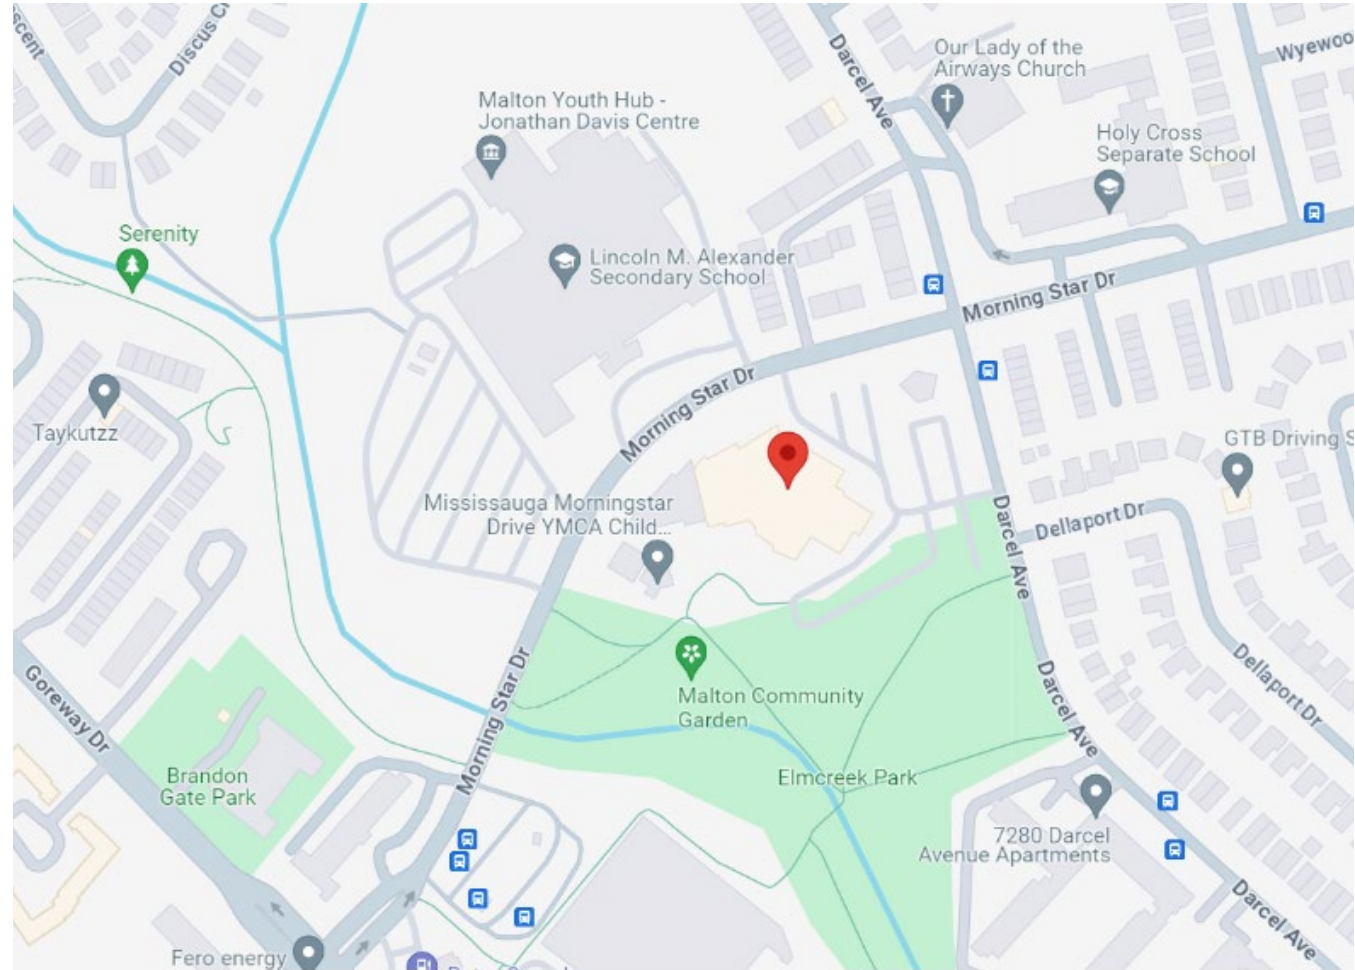 scent
Discus C
Darcel Ave
Our Lady of the
Airways Church
Wyewoo
Malton Youth Hub -
Jonathan Davis Centre
Holy Cross
Separate School
Serenity
Lincoln M. Alexander
Secondary School
Morning Star Dr
Morning Star Dr
Taykutzz
GTB Driving S
Mississauga Morningstar
Drive YMCA Child...
Darcel Ave
Dellaport Dr
Goreway Dr
Morning Star Dr
Malton Community
Garden
Darcel Ave
Dellaport Dr
Brandon
Gate Park
Elmcreek Park
7280 Darcel
Avenue Apartments
Darcel Ave
Fero energy